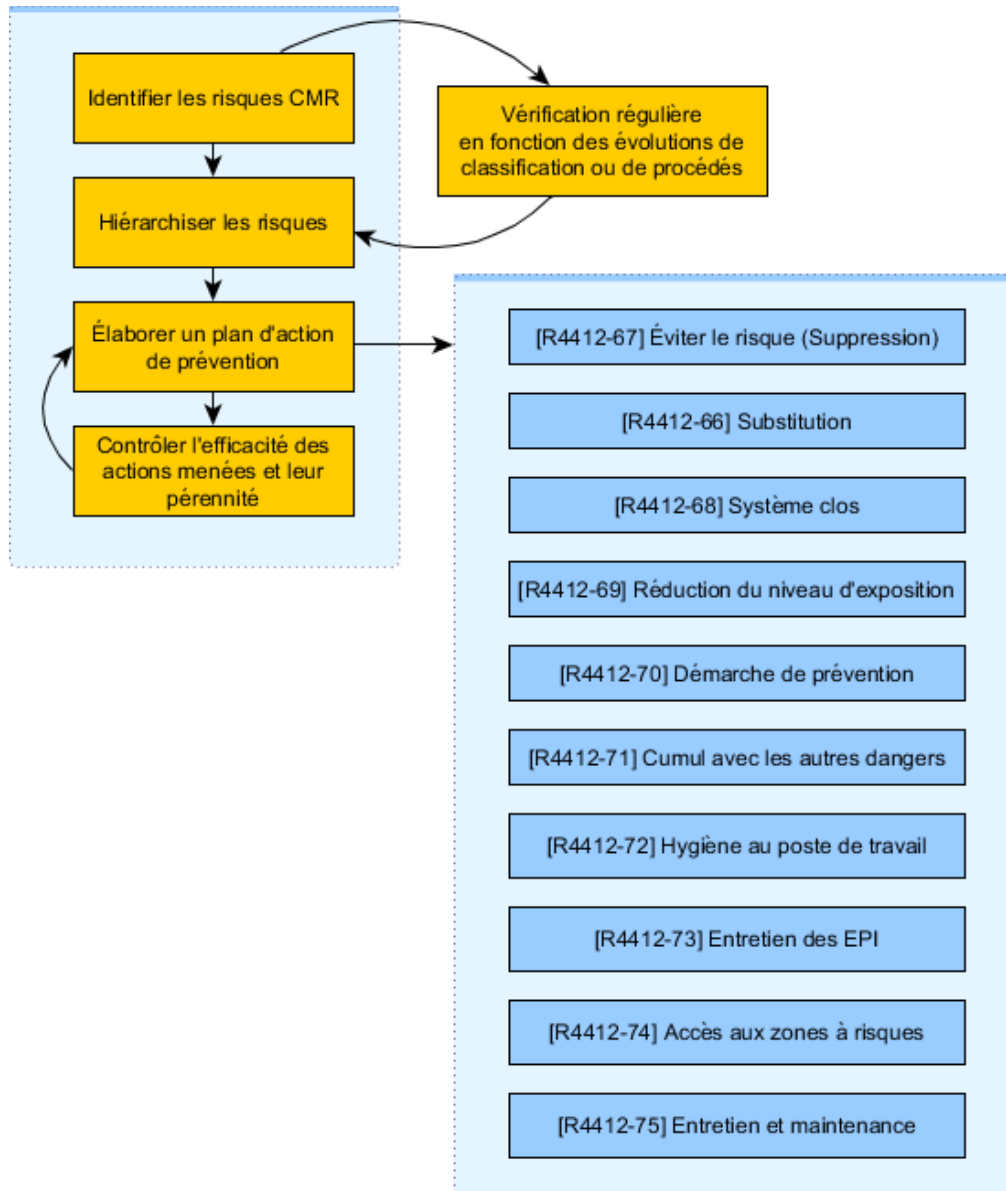 Identifier les risques CMR
Vérification régulière
en fonction des évolutions de
classification ou de procédés
Hiérarchiser les risques
Élaborer un plan d'action
de prévention
Contrôler l'efficacité des
actions menées et leur
pérennité
[R4412-67] Éviter le risque (Suppression)
[R4412-66] Substitution
[R4412-68] Système clos
[R4412-69] Réduction du niveau d'exposition
[R4412-70] Démarche de prévention
[R4412-71] Cumul avec les autres dangers
[R4412-72] Hygiène au poste de travail
[R4412-73] Entretien des EPI
[R4412-74] Accès aux zones à risques
[R4412-75] Entretien et maintenance